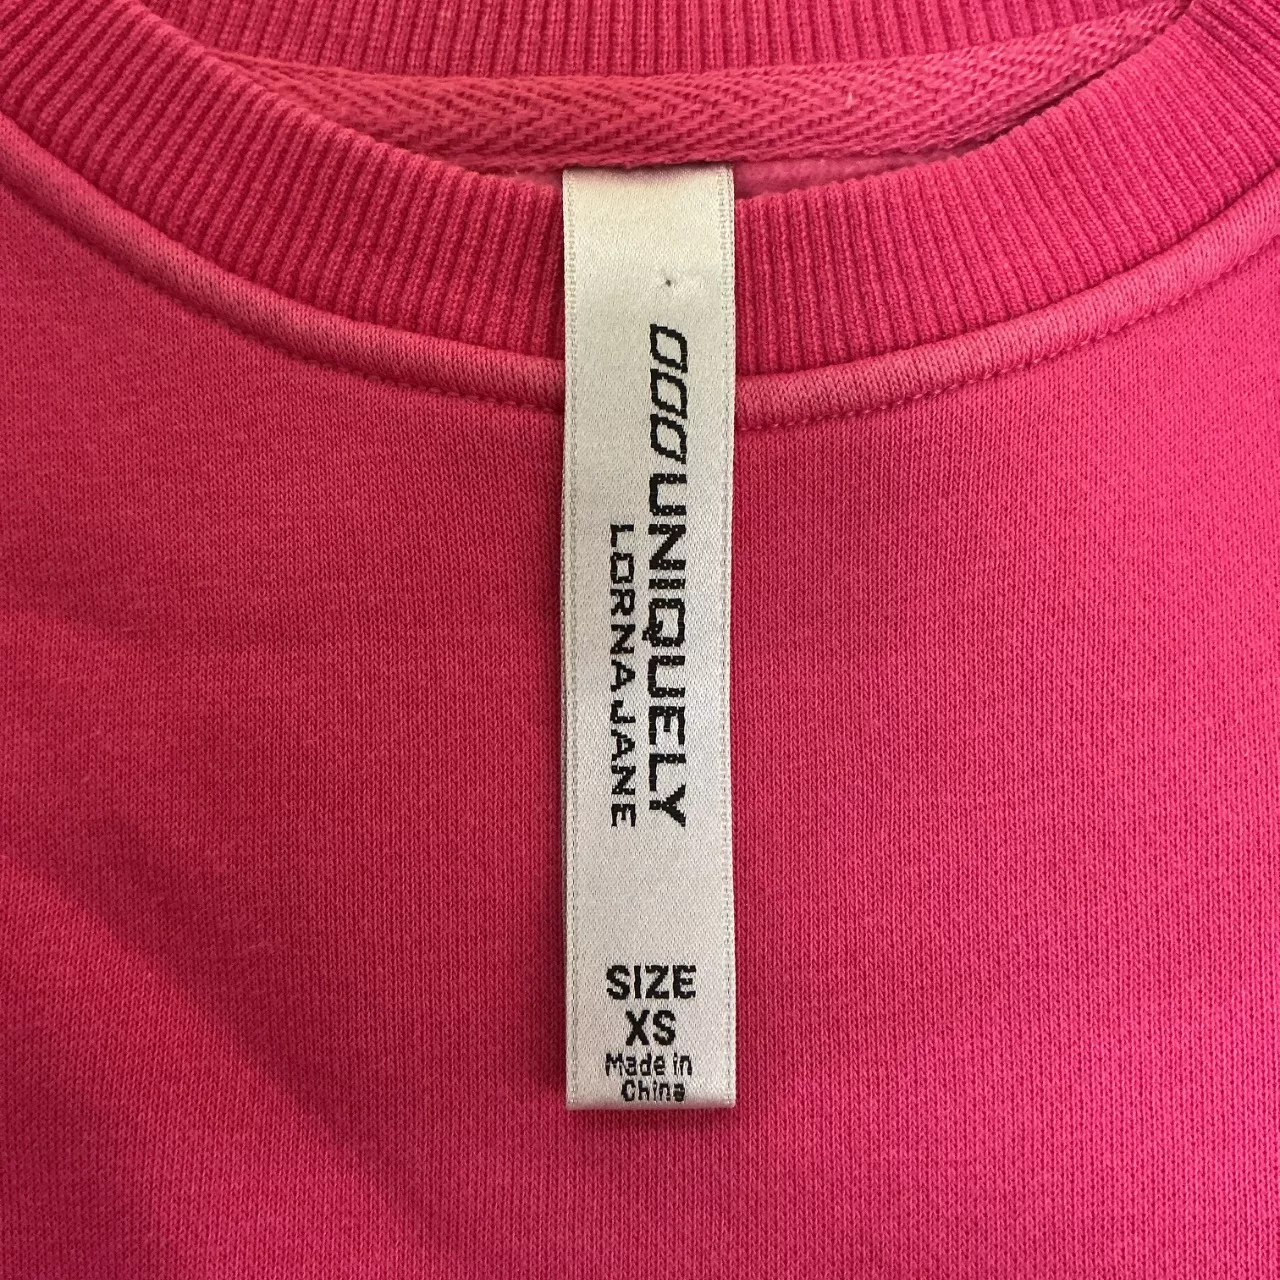 UNIQUELY
LORNA JANE
SIZE
XS
Made in
China